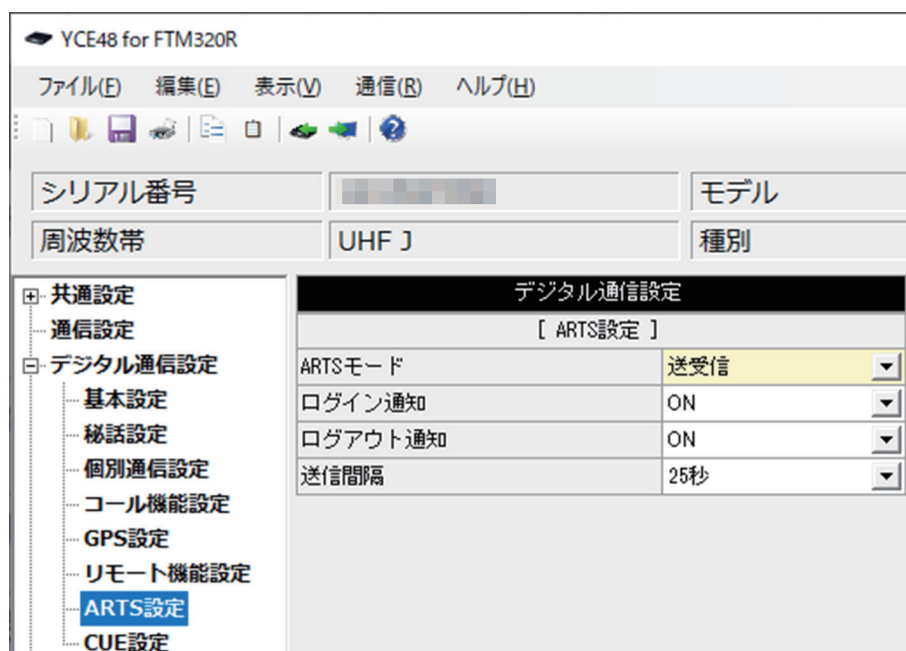 YCE48 for FTM320R
ファイル(F) 編集(E) 表示(V) 通信(R) ヘルプ(H)
シリアル番号 モデル
周波数帯 UHF J 種別
共通設定
通信設定
デジタル通信設定
基本設定
秘話設定
個別通信設定
コール機能設定
GPS設定
リモート機能設定
ARTS設定
CUE設定
デジタル通信設定
[ ARTS設定 ]
ARTSモード 送受信
ログイン通知 ON
ログアウト通知 ON
送信間隔 25秒